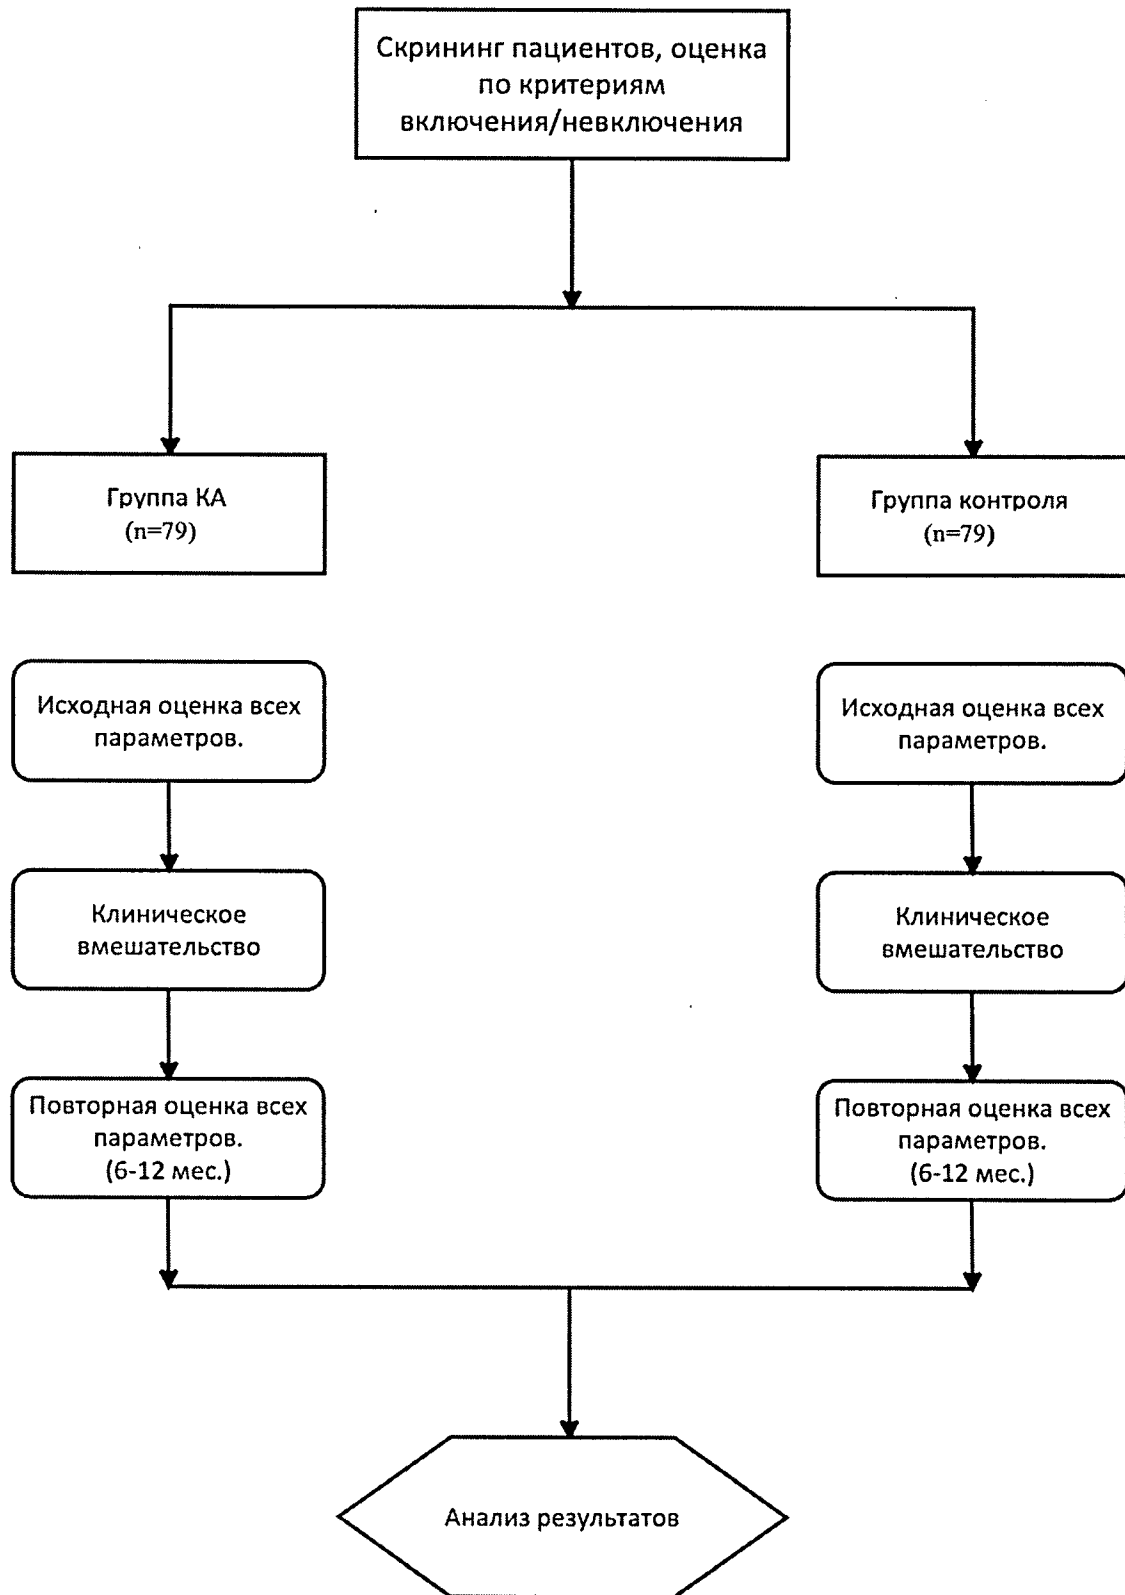 Скрининг пациентов, оценка
по критериям
включения/невключения
Группа КА
(n=79)
Группа контроля
(n=79)
Исходная оценка всех
параметров.
Исходная оценка всех
параметров.
Клиническое
вмешательство
Клиническое
вмешательство
Повторная оценка всех
параметров.
(6-12 мес.)
Повторная оценка всех
параметров.
(6-12 мес.)
Анализ результатов